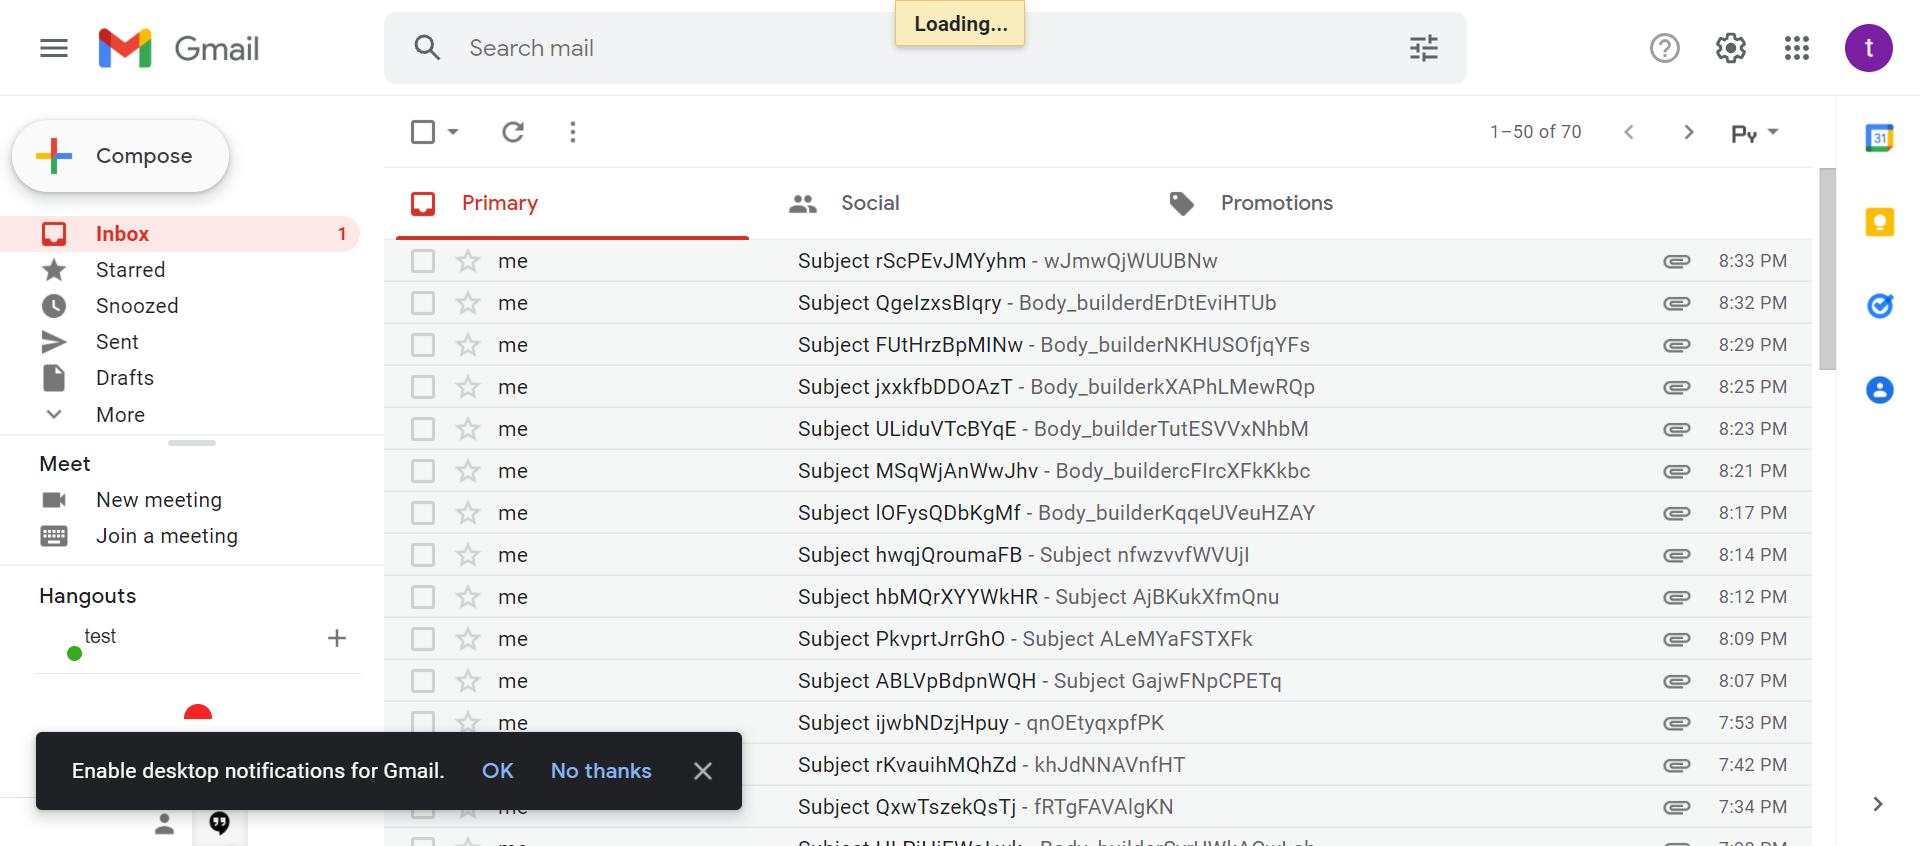 Loading...
Gmail
Search mail
t
Compose
1–50 of 70
Py
31
Primary
Social
Promotions
Inbox 1
Starred
Snoozed
Sent
Drafts
More
Meet
New meeting
Join a meeting
Hangouts
test
me Subject rScPEvJMYyhm - wJmwQjWUUBNw 8:33 PM
me Subject QgeIzxsBIqry - Body_builderdErDtEviHTUb 8:32 PM
me Subject FUtHrzBpMINw - Body_builderNKHUSOfjqYFs 8:29 PM
me Subject jxxkfbDDOAzT - Body_builderkXAPhLMewRQp 8:25 PM
me Subject ULiduVTcBYqE - Body_builderTutESVVxNhbM 8:23 PM
me Subject MSqWjAnWwJhv - Body_buildercFIrcXFkKkbc 8:21 PM
me Subject lOFysQDbKgMf - Body_builderKqqeUVeuHZAY 8:17 PM
me Subject hwqjQroumaFB - Subject nfwzvvfWVUjI 8:14 PM
me Subject hbMQrXYYWkHR - Subject AjBKukXfmQnu 8:12 PM
me Subject PkvprtJrrGhO - Subject ALeMYaFSTXFk 8:09 PM
me Subject ABLVpBdpnWQH - Subject GajwFNpCPETq 8:07 PM
me Subject ijwbNDzjHpuy - qnOEtyqxpfPK 7:53 PM
Subject rKvauihMQhZd - khJdNNAVnfHT 7:42 PM
me Subject QxwTszekQsTj - fRTgFAVAlgKN 7:34 PM
Enable desktop notifications for Gmail. OK No thanks